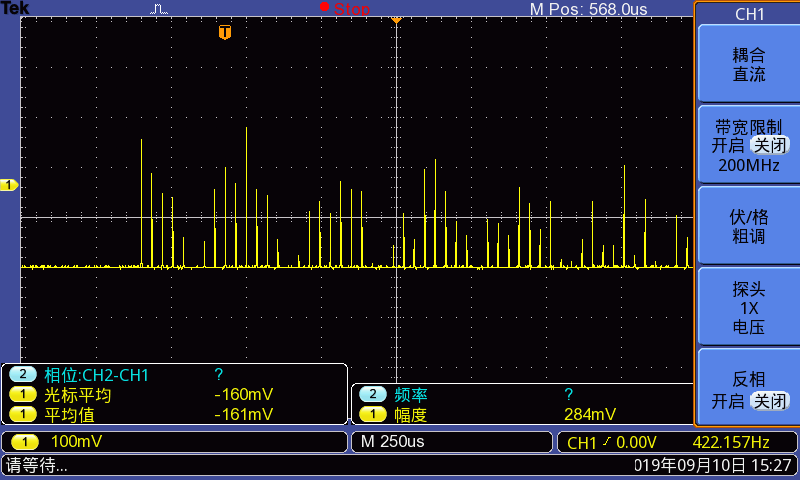 Tek
Stop
M Pos: 568.0us
CH1
T
耦合
直流
带宽限制
开启 关闭
200MHz
1
伏/格
粗调
探头
1X
电压
反相
开启 关闭
2 相位:CH2-CH1 ?
1 光标平均 -160mV
1 平均值 -161mV
2 频率 ?
1 幅度 284mV
1 100mV
M 250us
CH1 0.00V 422.157Hz
请等待...
019年09月10日 15:27